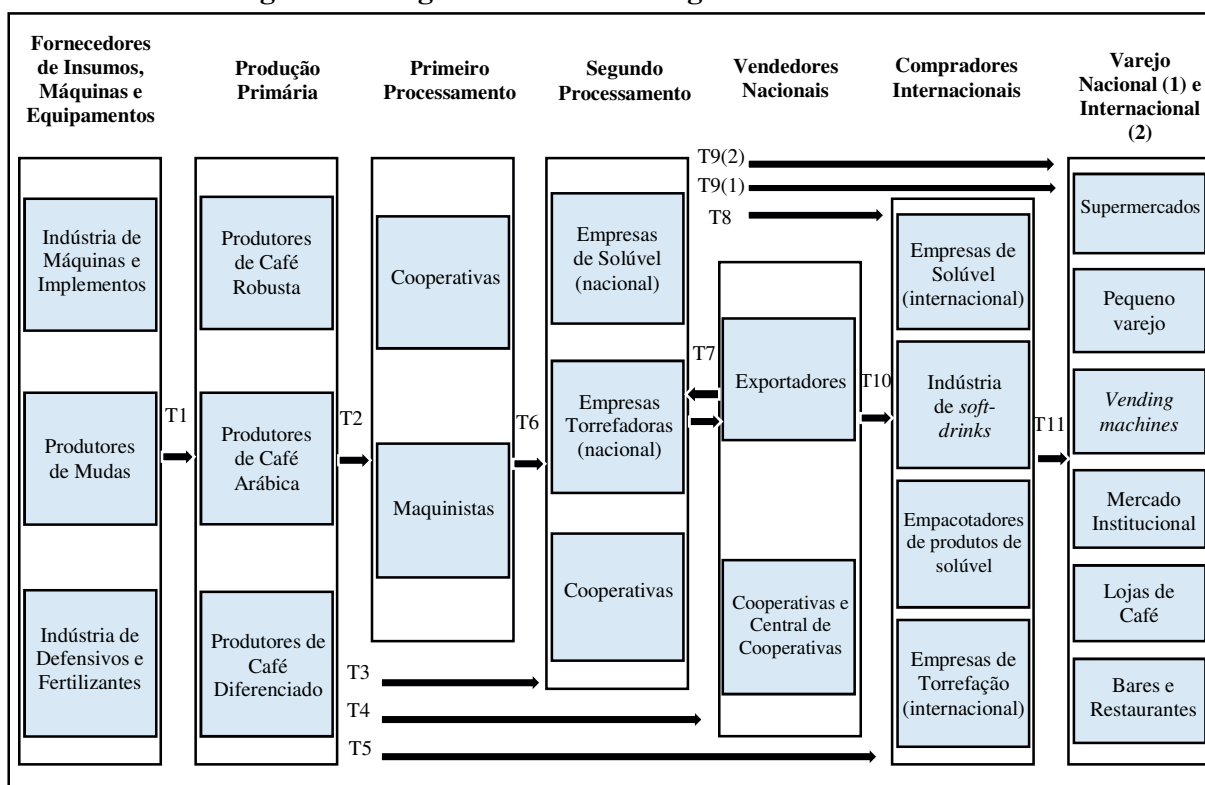 Fornecedores
de Insumos,
Máquinas e
Equipamentos
Produção
Primária
Primeiro
Processamento
Segundo
Processamento
Vendedores
Nacionais
Compradores
Internacionais
Varejo
Nacional (1) e
Internacional
(2)
Indústria de
Máquinas e
Implementos
Produtores
de Mudas
Indústria de
Defensivos e
Fertilizantes
T1
Produtores
de Café
Robusta
Produtores
de Café
Arábica
Produtores de
Café
Diferenciado
T2
T3
T4
T5
Cooperativas
Maquinistas
T6
Empresas
de Solúvel
(nacional)
Empresas
Torrefadoras
(nacional)
Cooperativas
T7
T9(2)
T9(1)
T8
Exportadores
Cooperativas e
Central de
Cooperativas
T10
Empresas de
Solúvel
(internacional)
Indústria
de soft-
drinks
Empacotadores
de produtos de
solúvel
Empresas de
Torrefação
(internacional)
T11
Supermercados
Pequeno
varejo
Vending
machines
Mercado
Institucional
Lojas de
Café
Bares e
Restaurantes